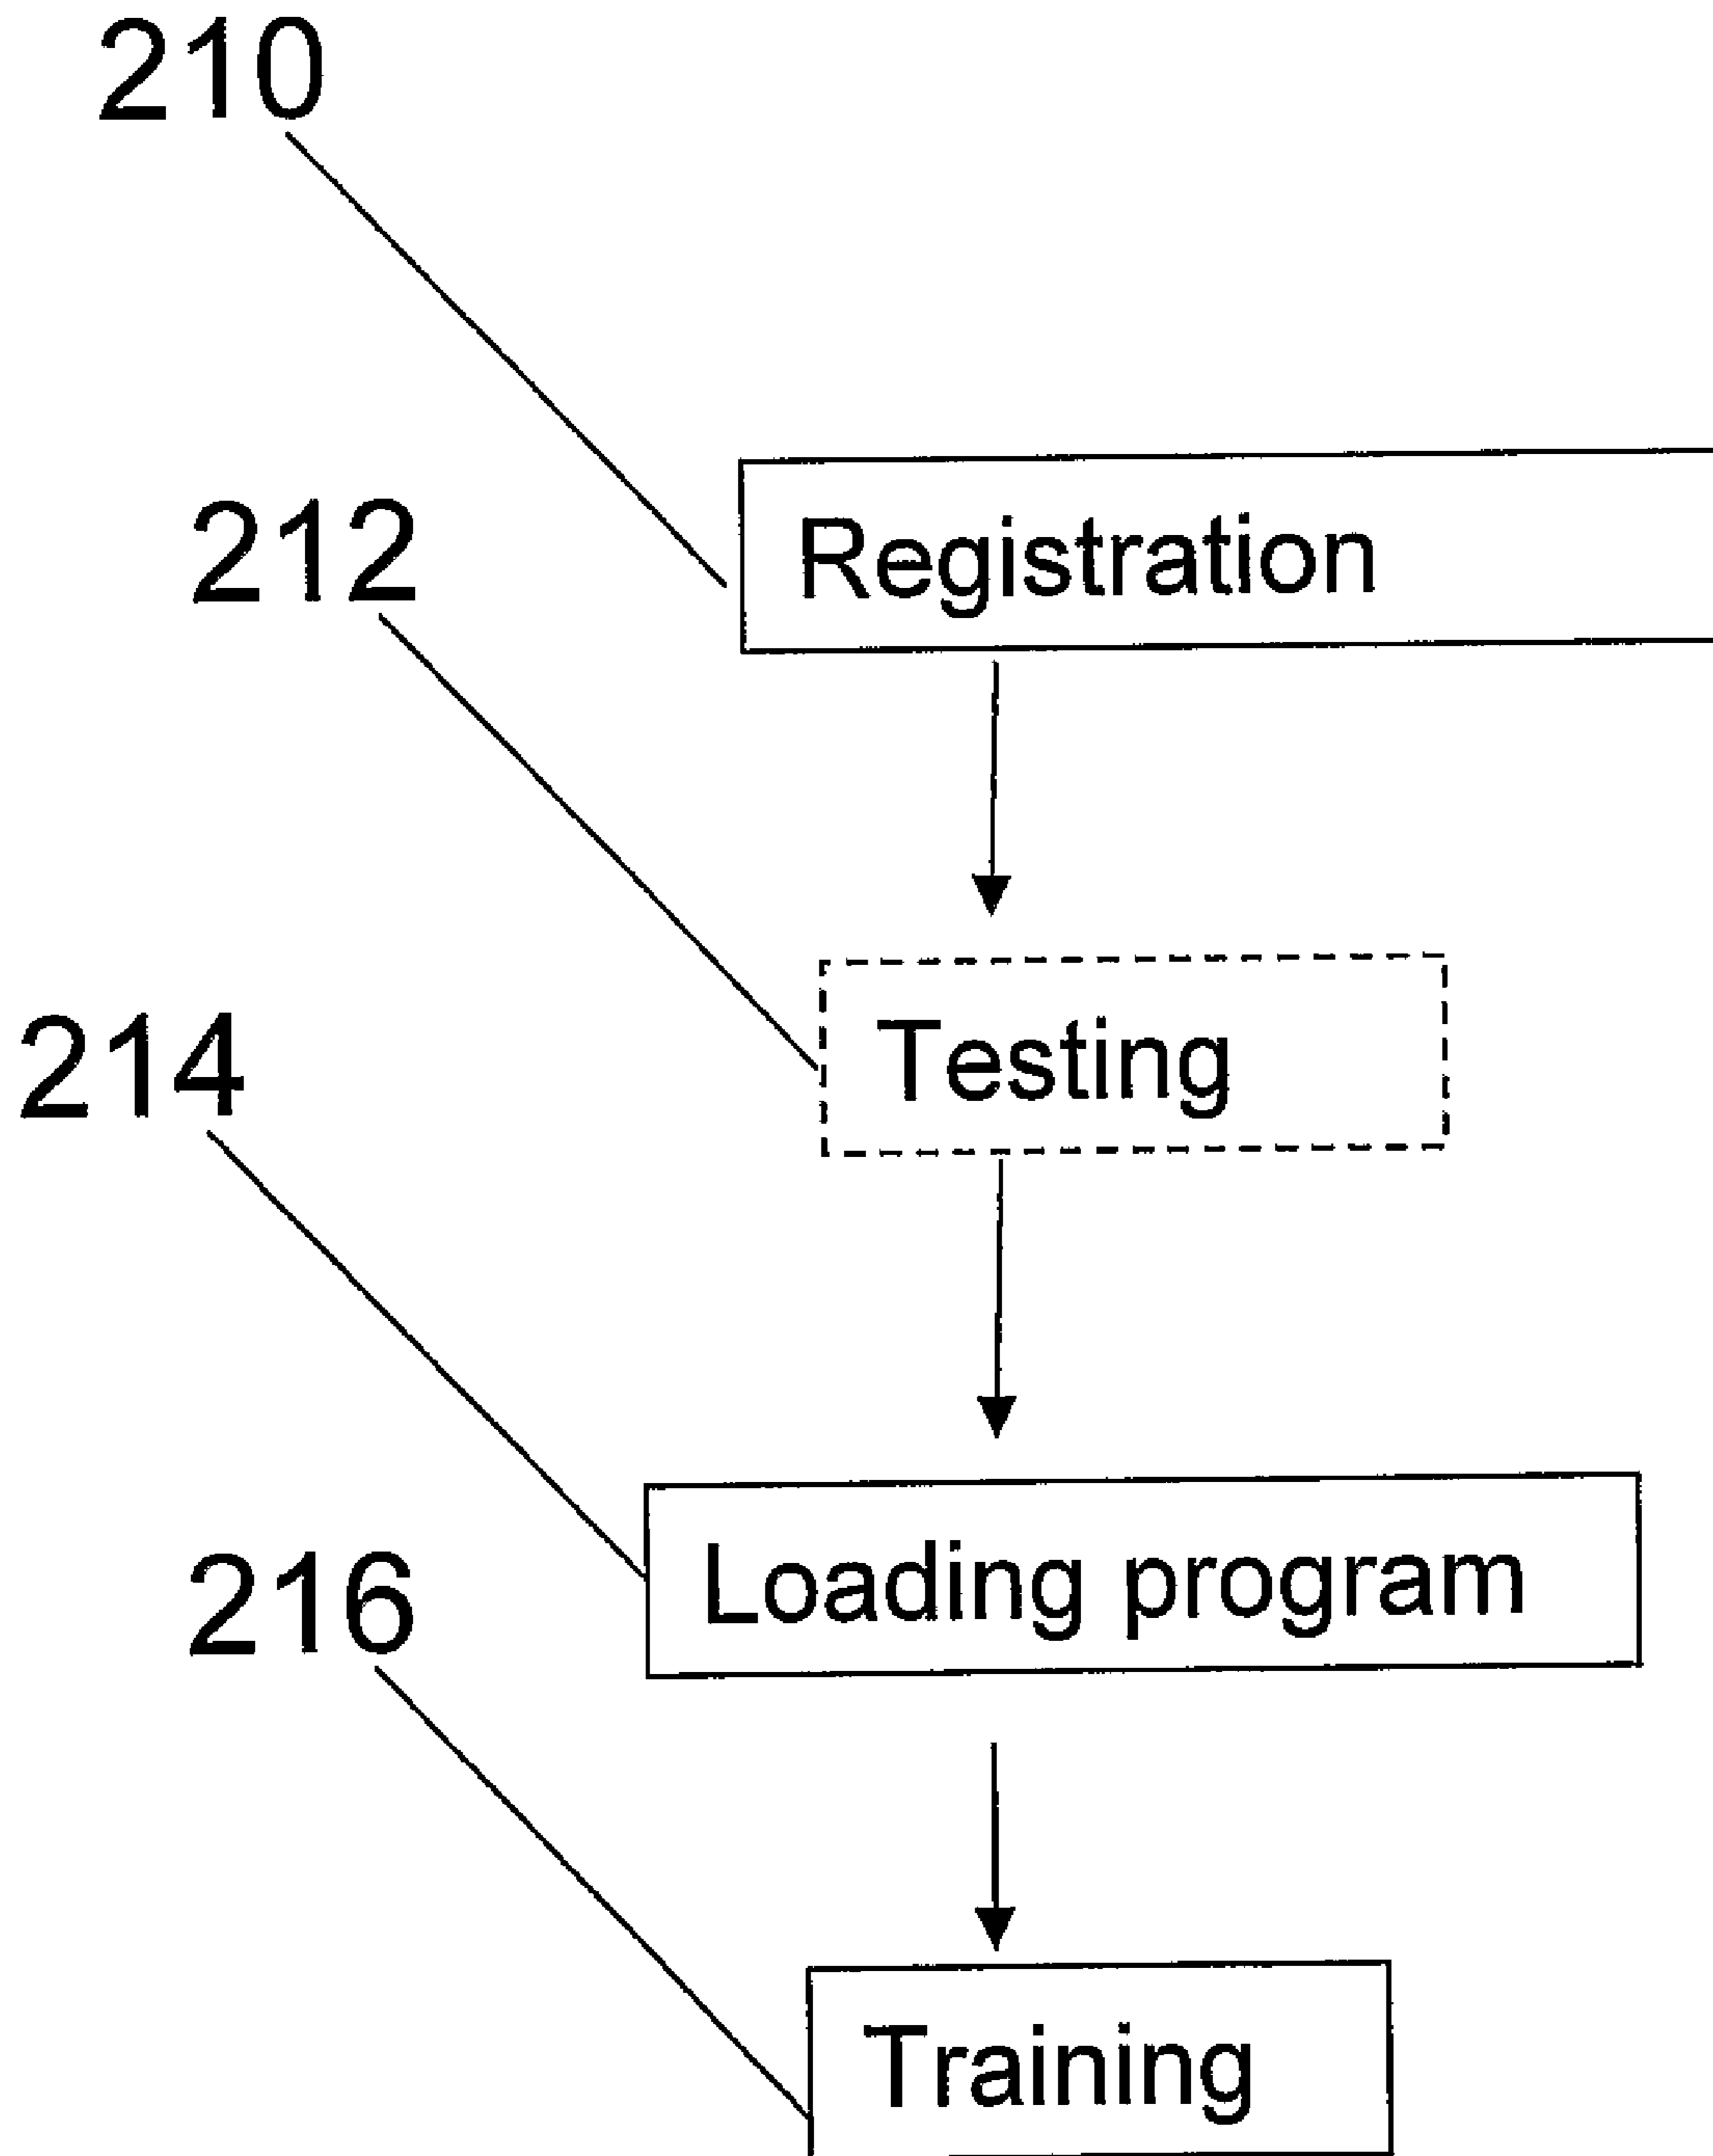 210
Registration
212
Testing
214
Loading program
216
Training